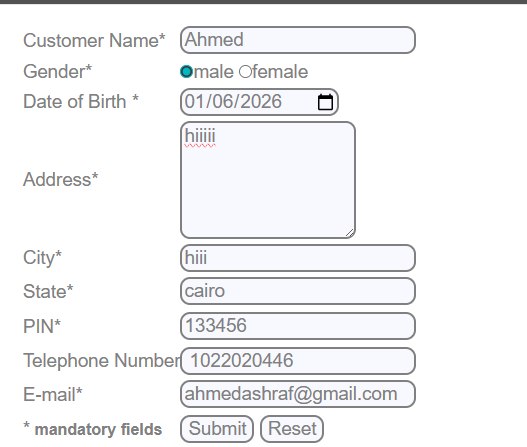 Customer Name* Ahmed
Gender* male female
Date of Birth * 01/06/2026
hiiiii
Address*
City* hiii
State* cairo
PIN* 133456
Telephone Number 1022020446
E-mail* ahmedashraf@gmail.com
* mandatory fields Submit Reset